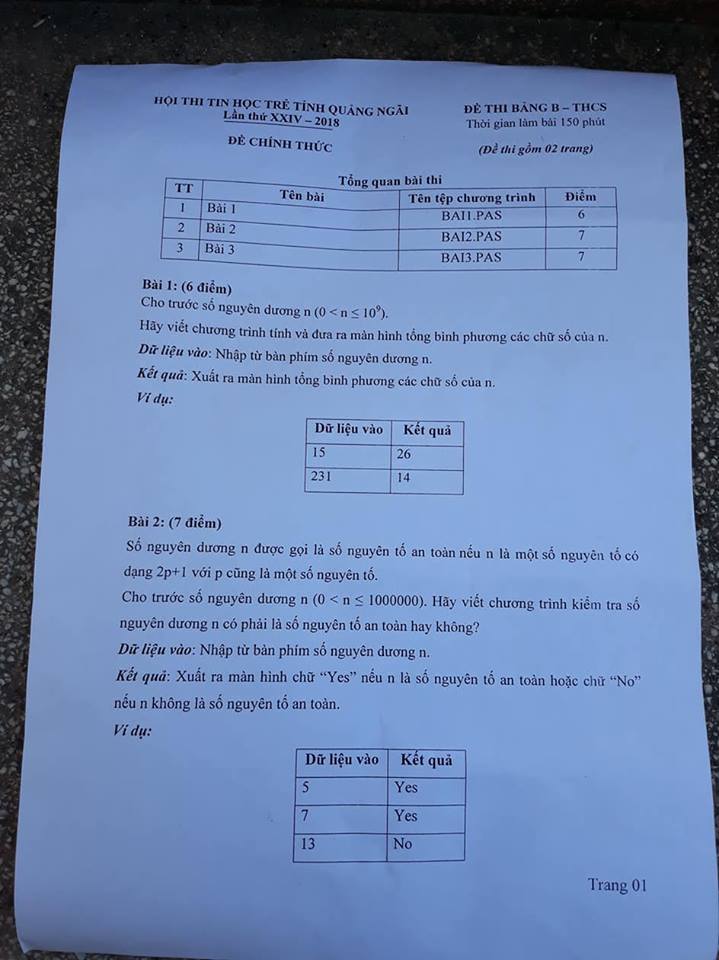 HỘI THI TIN HỌC TRẺ TỈNH QUẢNG NGÃI
Lần thứ XXIV – 2018
ĐỀ CHÍNH THỨC
ĐỀ THI BẢNG B – THCS
Thời gian làm bài 150 phút
(Đề thi gồm 02 trang)
Tổng quan bài thi
TT Tên bài Tên tệp chương trình Điểm
1 Bài 1 BAI1.PAS 6
2 Bài 2 BAI2.PAS 7
3 Bài 3 BAI3.PAS 7
Bài 1: (6 điểm)
Cho trước số nguyên dương n (0 < n ≤ 10⁹).
Hãy viết chương trình tính và đưa ra màn hình tổng bình phương các chữ số của n.
Dữ liệu vào: Nhập từ bàn phím số nguyên dương n.
Kết quả: Xuất ra màn hình tổng bình phương các chữ số của n.
Ví dụ:
Dữ liệu vào Kết quả
15 26
231 14
Bài 2: (7 điểm)
Số nguyên dương n được gọi là số nguyên tố an toàn nếu n là một số nguyên tố có
dạng 2p+1 với p cũng là một số nguyên tố.
Cho trước số nguyên dương n (0 < n ≤ 1000000). Hãy viết chương trình kiểm tra số
nguyên dương n có phải là số nguyên tố an toàn hay không?
Dữ liệu vào: Nhập từ bàn phím số nguyên dương n.
Kết quả: Xuất ra màn hình chữ “Yes” nếu n là số nguyên tố an toàn hoặc chữ “No”
nếu n không là số nguyên tố an toàn.
Ví dụ:
Dữ liệu vào Kết quả
5 Yes
7 Yes
13 No
Trang 01